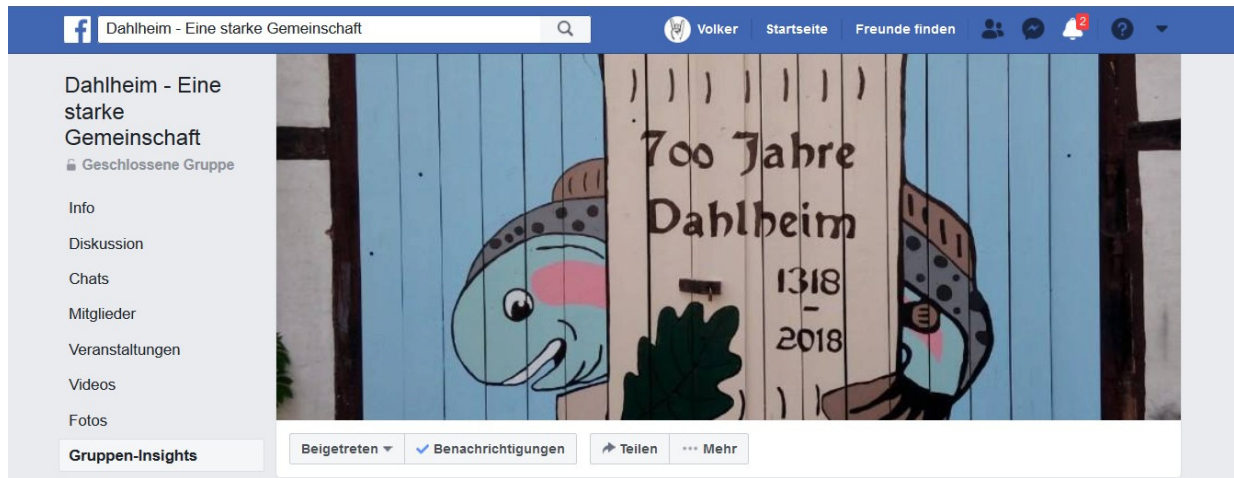 Dahlheim - Eine starke Gemeinschaft
Volker
Startseite
Freunde finden
2
Dahlheim - Eine
starke
Gemeinschaft
Geschlossene Gruppe
Info
Diskussion
Chats
Mitglieder
Veranstaltungen
Videos
Fotos
Gruppen-Insights
700 Jahre
Dahlheim
1318
–
2018
Beigetreten
Benachrichtigungen
Teilen
Mehr